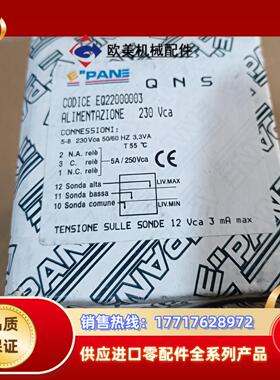 欧美机械配件
E"PANE
QNS
CODICE EQ22000003
ALIMENTAZIONE 230 Vca
CONNESSIONI:
5-8 230Vca 50/60 HZ 3,3VA
T 55 °C
2 N.A. relè
3 C. relè
1 N.C. relè
5A / 250Vca
CE
12 Sonda alta
11 Sonda bassa
10 Sonda comune
LIV.MAX
LIV.MIN
TENSIONE SULLE SONDE 12 Vca 3 mA max
品质
保证
销售热线：17717628972
供应进口零配件全系列产品